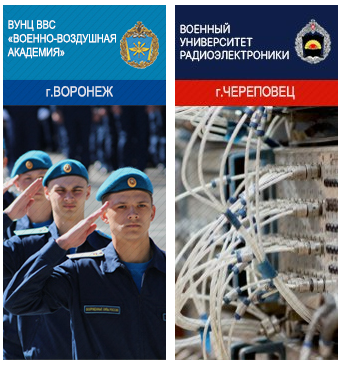 ВУНЦ ВВС
«ВОЕННО-ВОЗДУШНАЯ
АКАДЕМИЯ»
г.ВОРОНЕЖ
ВОЕННЫЙ
УНИВЕРСИТЕТ
РАДИОЭЛЕКТРОНИКИ
г.ЧЕРЕПОВЕЦ